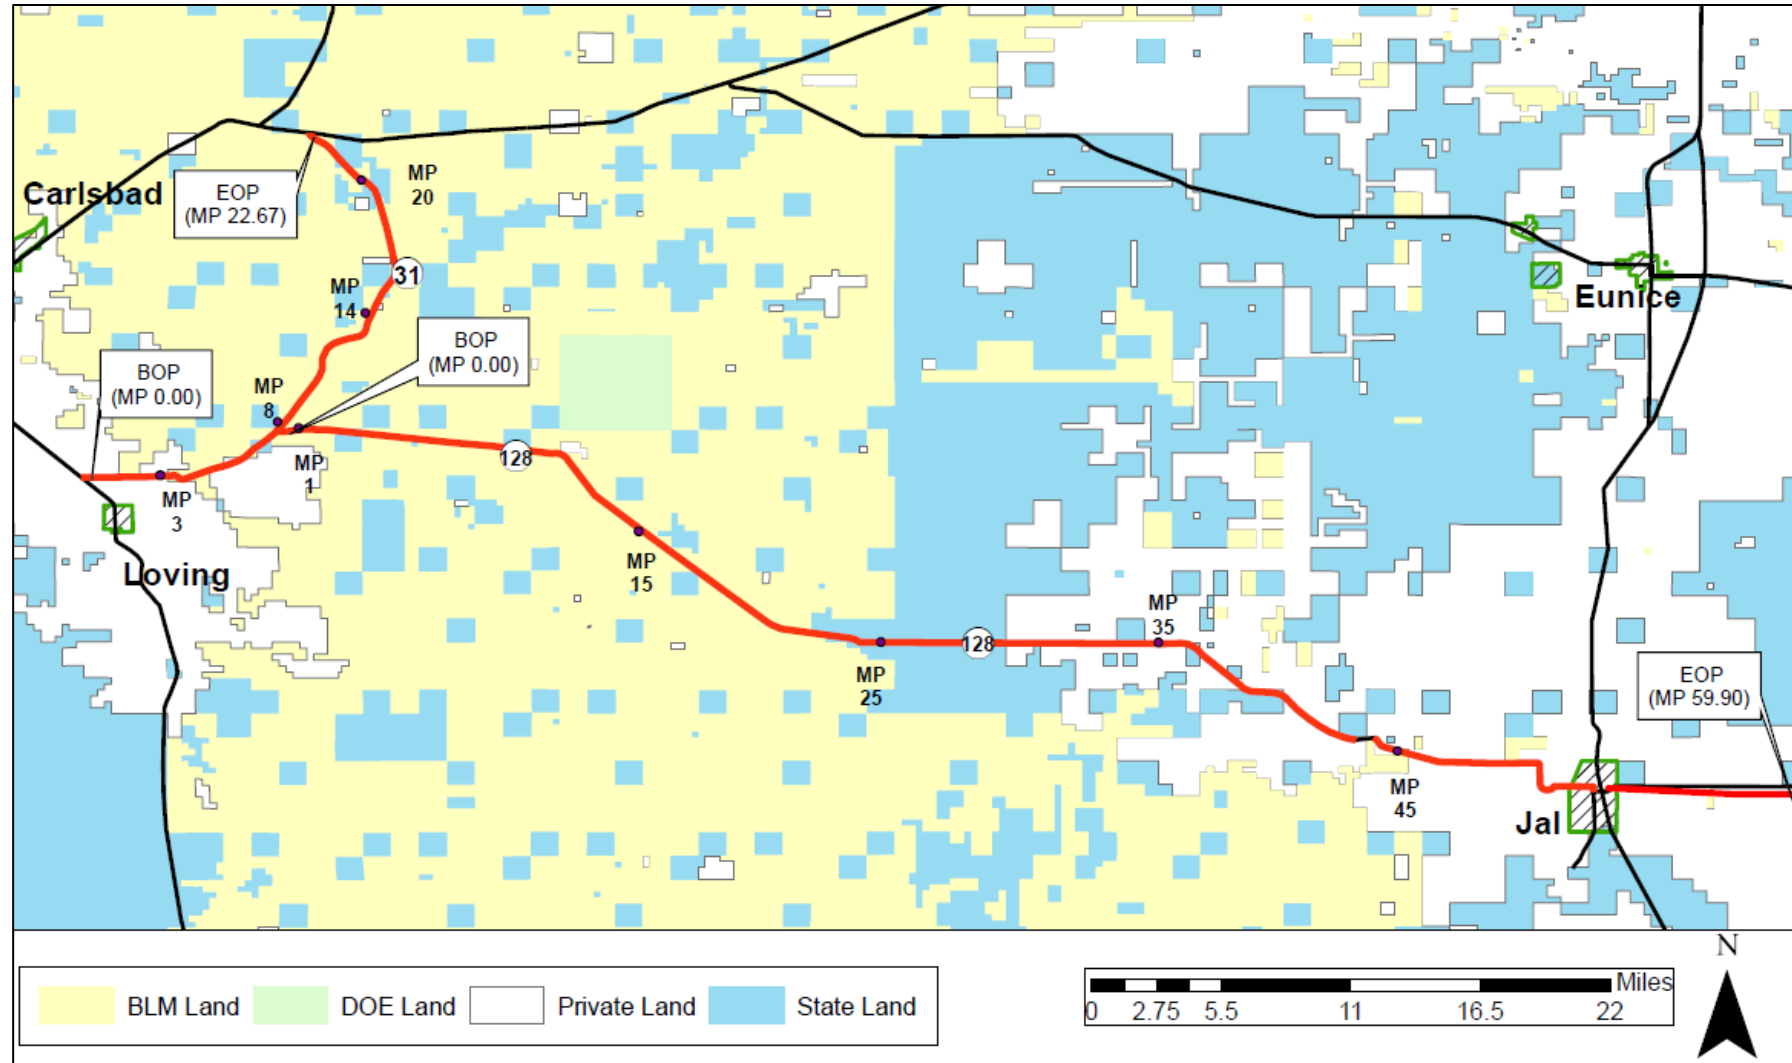 Carlsbad
EOP
(MP 22.67)
MP
20
31
MP
14
BOP
(MP 0.00)
BOP
(MP 0.00)
MP
8
Eunice
MP
1
128
MP
3
Loving
MP
15
MP
35
128
MP
25
EOP
(MP 59.90)
MP
45
Jal
N
BLM Land
DOE Land
Private Land
State Land
Miles
0 2.75 5.5 11 16.5 22